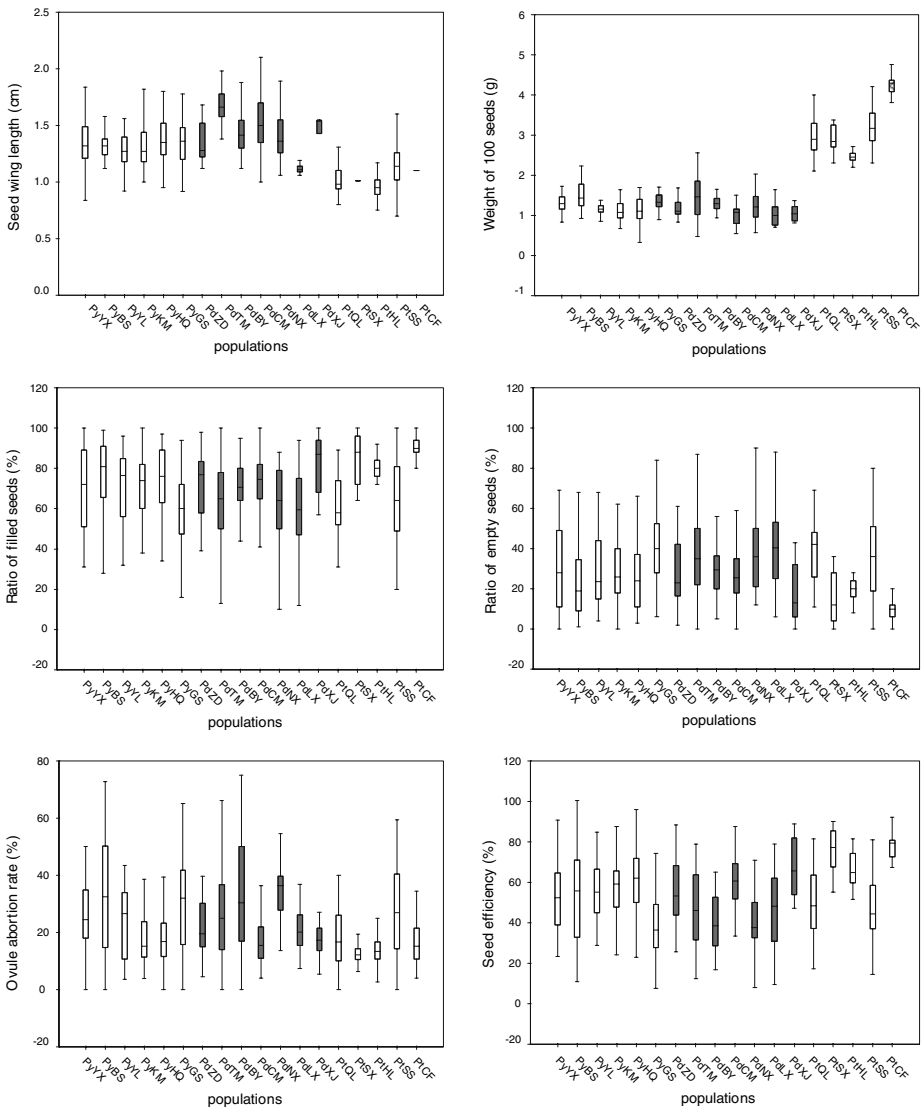 2.5
2.0
1.5
1.0
0.5
0.0
Seed wing length (cm)
PyYX PyBS PyYL PyKM PyHQ PyGS PdZD PdTM PdBY PdCM PdNX PdLX PdXJ PtQL PtSX PtHL PtSS PtCF
populations
6
5
4
3
2
1
0
-1
Weight of 100 seeds (g)
PyYX PyBS PyYL PyKM PyHQ PyGS PdZD PdTM PdBY PdCM PdNX PdLX PdXJ PtQL PtSX PtHL PtSS PtCF
populations
120
100
80
60
40
20
0
-20
Ratio of filled seeds (%)
PyYX PyBS PyYL PyKM PyHQ PyGS PdZD PdTM PdBY PdCM PdNX PdLX PdXJ PtQL PtSX PtHL PtSS PtCF
populations
120
100
80
60
40
20
0
-20
Ratio of empty seeds (%)
PyYX PyBS PyYL PyKM PyHQ PyGS PdZD PdTM PdBY PdCM PdNX PdLX PdXJ PtQL PtSX PtHL PtSS PtCF
populations
80
60
40
20
0
-20
Ovule abortion rate (%)
PyYX PyBS PyYL PyKM PyHQ PyGS PdZD PdTM PdBY PdCM PdNX PdLX PdXJ PtQL PtSX PtHL PtSS PtCF
populations
120
100
80
60
40
20
0
-20
Seed efficiency (%)
PyYX PyBS PyYL PyKM PyHQ PyGS PdZD PdTM PdBY PdCM PdNX PdLX PdXJ PtQL PtSX PtHL PtSS PtCF
populations